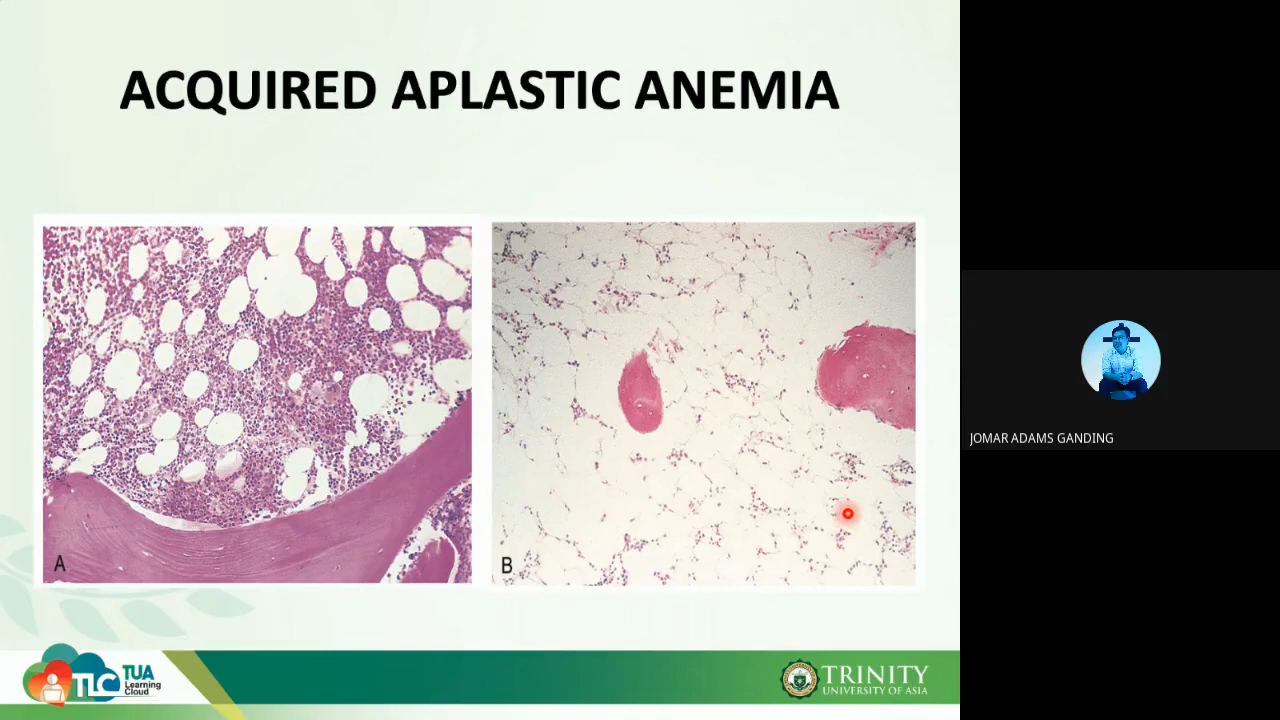 ACQUIRED APLASTIC ANEMIA
A
B
JOMAR ADAMS GANDING
TLC
TUA
Learning
Cloud
TRINITY
UNIVERSITY OF ASIA